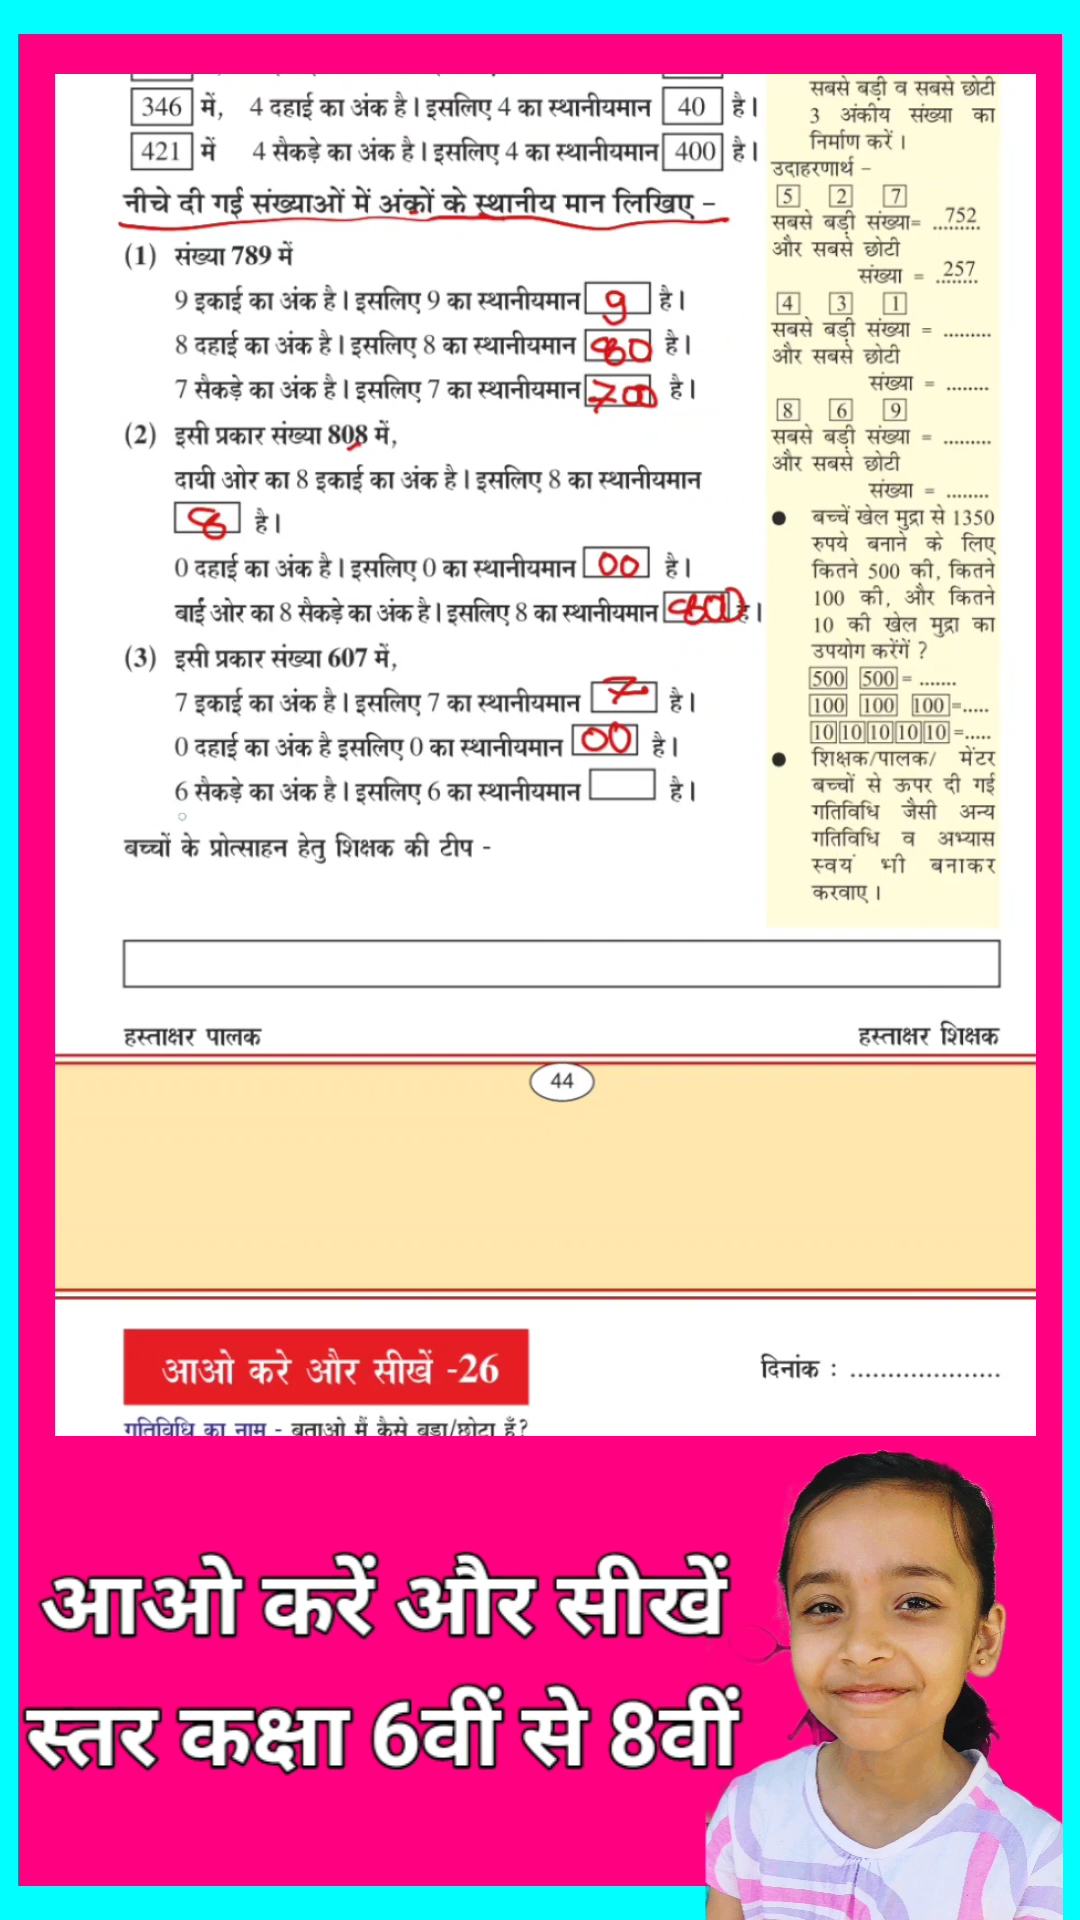 346 में, 4 दहाई का अंक है। इसलिए 4 का स्थानीयमान 40 है।
421 में 4 सैकड़े का अंक है। इसलिए 4 का स्थानीयमान 400 है।
नीचे दी गई संख्याओं में अंकों के स्थानीय मान लिखिए –
(1) संख्या 789 में
9 इकाई का अंक है। इसलिए 9 का स्थानीयमान 9 है।
8 दहाई का अंक है। इसलिए 8 का स्थानीयमान 80 है।
7 सैकड़े का अंक है। इसलिए 7 का स्थानीयमान 700 है।
(2) इसी प्रकार संख्या 808 में,
दायी ओर का 8 इकाई का अंक है। इसलिए 8 का स्थानीयमान
8 है।
0 दहाई का अंक है। इसलिए 0 का स्थानीयमान 00 है।
बाईं ओर का 8 सैकड़े का अंक है। इसलिए 8 का स्थानीयमान 800 है।
(3) इसी प्रकार संख्या 607 में,
7 इकाई का अंक है। इसलिए 7 का स्थानीयमान 7 है।
0 दहाई का अंक है इसलिए 0 का स्थानीयमान 00 है।
6 सैकड़े का अंक है। इसलिए 6 का स्थानीयमान है।
बच्चों के प्रोत्साहन हेतु शिक्षक की टीप -
सबसे बड़ी व सबसे छोटी
3 अंकीय संख्या का
निर्माण करें।
उदाहरणार्थ –
5 2 7
सबसे बड़ी संख्या= 752
और सबसे छोटी
संख्या = 257
4 3 1
सबसे बड़ी संख्या = .........
और सबसे छोटी
संख्या = ........
8 6 9
सबसे बड़ी संख्या = .........
और सबसे छोटी
संख्या = ........
● बच्चें खेल मुद्रा से 1350
रुपये बनाने के लिए
कितने 500 की, कितने
100 की, और कितने
10 की खेल मुद्रा का
उपयोग करेंगें ?
500 500 = .......
100 100 100 =.....
10 10 10 10 10 =.....
● शिक्षक/पालक/ मेंटर
बच्चों से ऊपर दी गई
गतिविधि जैसी अन्य
गतिविधि व अभ्यास
स्वयं भी बनाकर
करवाए।
हस्ताक्षर पालक हस्ताक्षर शिक्षक
44
आओ करे और सीखें -26 दिनांक : ....................
गतिविधि का नाम - बताओ मैं कैसे बड़ा/छोटा हूँ?
आओ करें और सीखें
स्तर कक्षा 6वीं से 8वीं